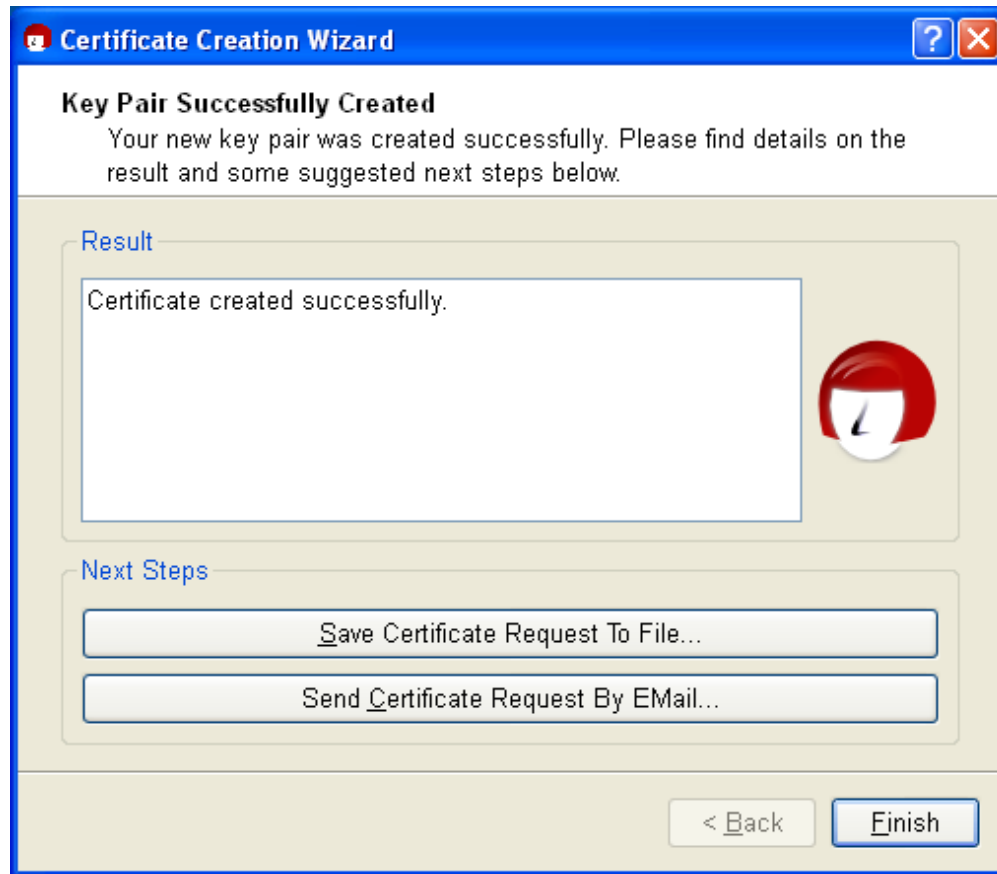 Certificate Creation Wizard
?
Key Pair Successfully Created
Your new key pair was created successfully. Please find details on the
result and some suggested next steps below.
Result
Certificate created successfully.
Next Steps
Save Certificate Request To File...
Send Certificate Request By EMail...
< Back
Finish